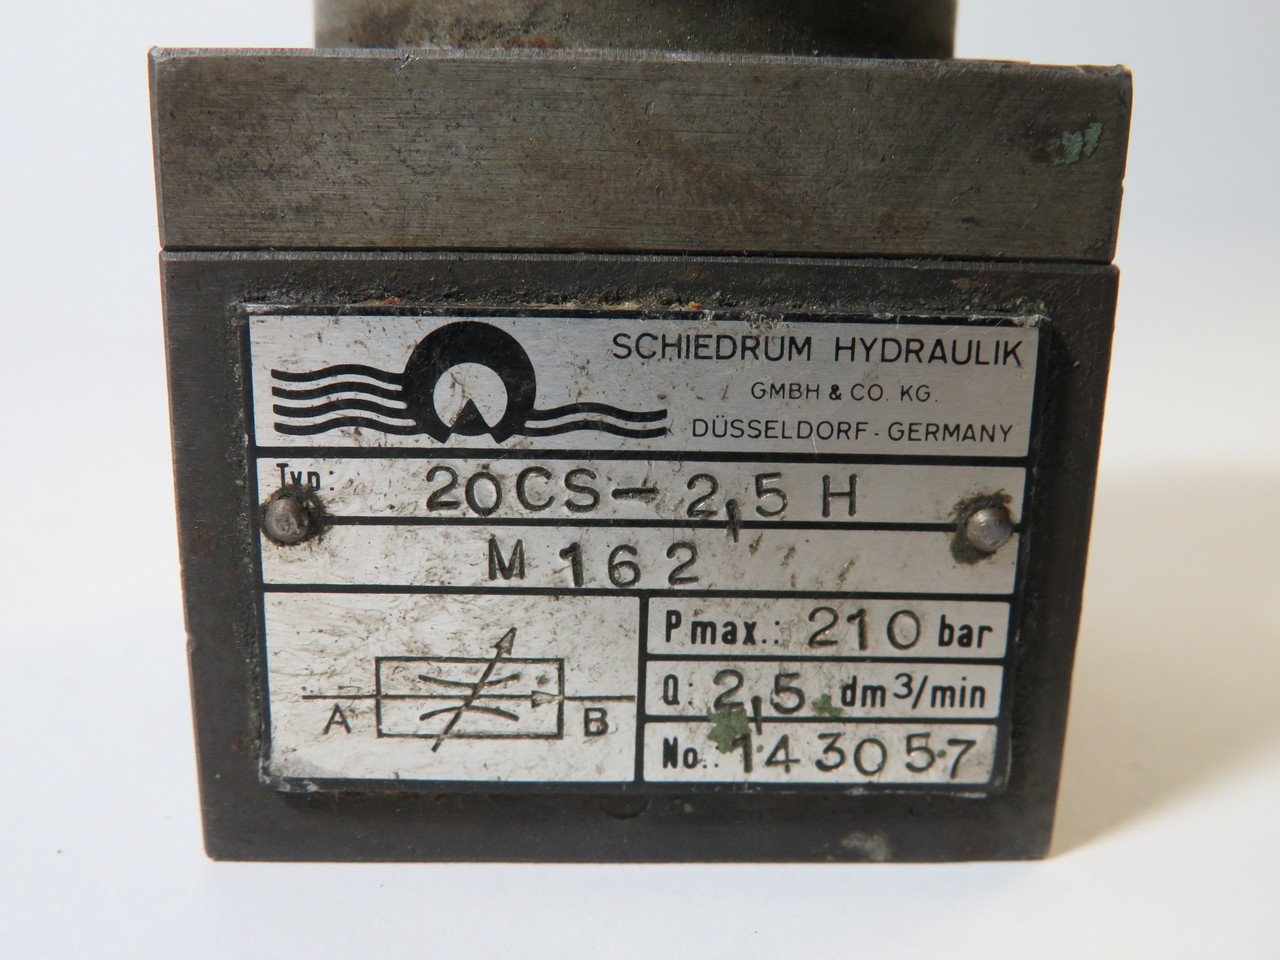 SCHIEDRUM HYDRAULIK
GMBH & CO. KG.
DÜSSELDORF - GERMANY
Typ: 20CS-2,5 H
M 162
P max.: 210 bar
A B
Q: 2,5 dm³/min
No.: 143057